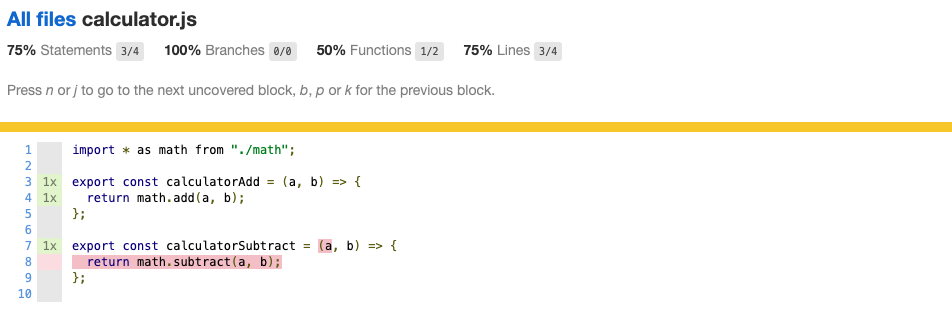 All files calculator.js
75% Statements 3/4 100% Branches 0/0 50% Functions 1/2 75% Lines 3/4
Press n or j to go to the next uncovered block, b, p or k for the previous block.
1 import * as math from "./math";
2
3 1x export const calculatorAdd = (a, b) => {
4 1x return math.add(a, b);
5 };
6
7 1x export const calculatorSubtract = (a, b) => {
8 return math.subtract(a, b);
9 };
10